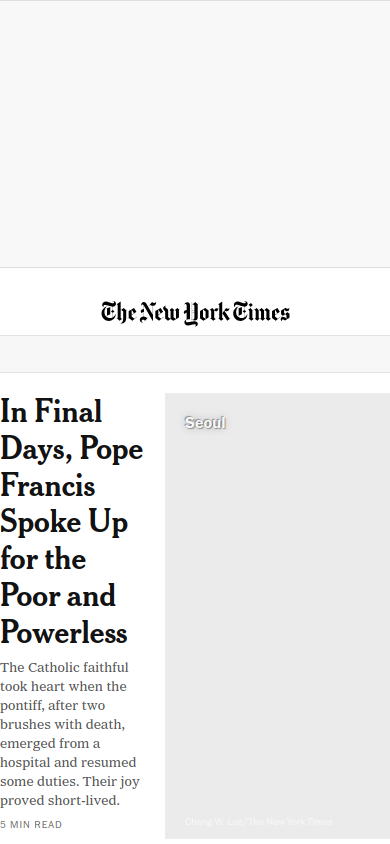 The New York Times
In Final
Days, Pope
Francis
Spoke Up
for the
Poor and
Powerless
The Catholic faithful
took heart when the
pontiff, after two
brushes with death,
emerged from a
hospital and resumed
some duties. Their joy
proved short-lived.
5 MIN READ
Seoul
Chang W. Lee/The New York Times